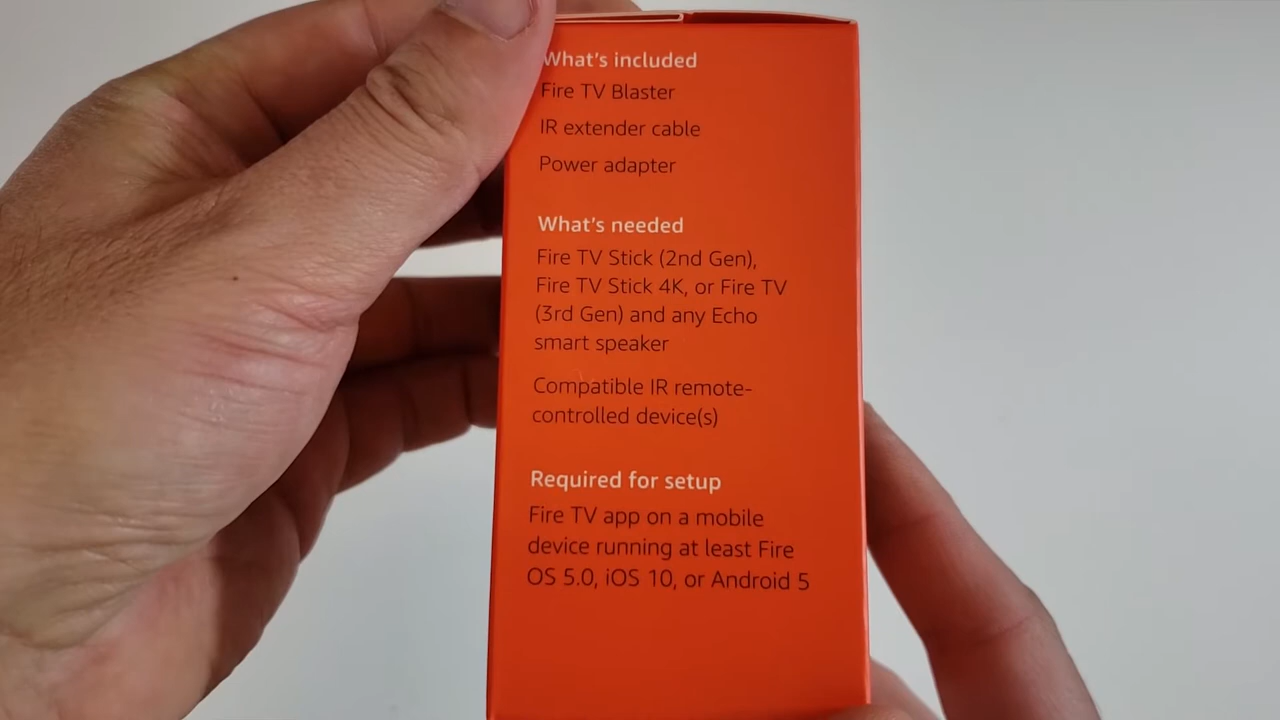 What's included
Fire TV Blaster
IR extender cable
Power adapter
What's needed
Fire TV Stick (2nd Gen),
Fire TV Stick 4K, or Fire TV
(3rd Gen) and any Echo
smart speaker
Compatible IR remote-
controlled device(s)
Required for setup
Fire TV app on a mobile
device running at least Fire
OS 5.0, iOS 10, or Android 5